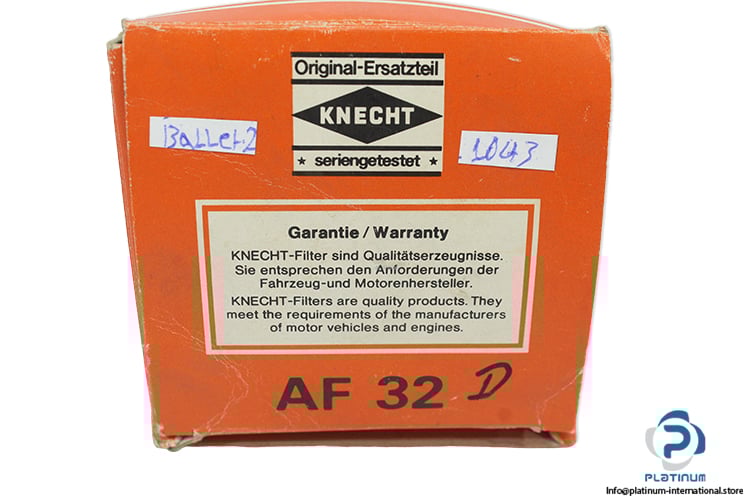 Original-Ersatzteil
KNECHT
★ seriengetestet ★
BaLLet.2
1043
Garantie / Warranty
KNECHT-Filter sind Qualitätserzeugnisse.
Sie entsprechen den Anforderungen der
Fahrzeug-und Motorenhersteller.
KNECHT-Filters are quality products. They
meet the requirements of the manufacturers
of motor vehicles and engines.
AF 32 D
PLATINUM
Info@platinum-international.store